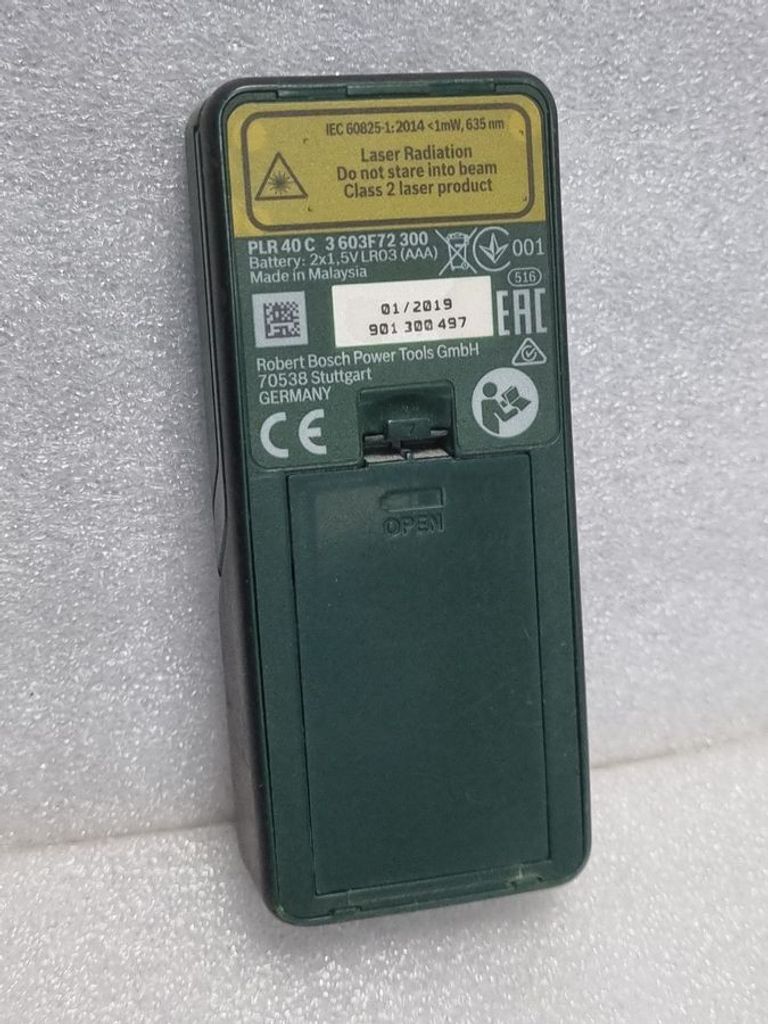 IEC 60825-1:2014 <1mW, 635 nm
Laser Radiation
Do not stare into beam
Class 2 laser product
PLR 40 C 3 603F72 300
Battery: 2x1,5V LR03 (AAA)
Made in Malaysia
001
516
01/2019
901 300 497
EAC
Robert Bosch Power Tools GmbH
70538 Stuttgart
GERMANY
CE
OPEN